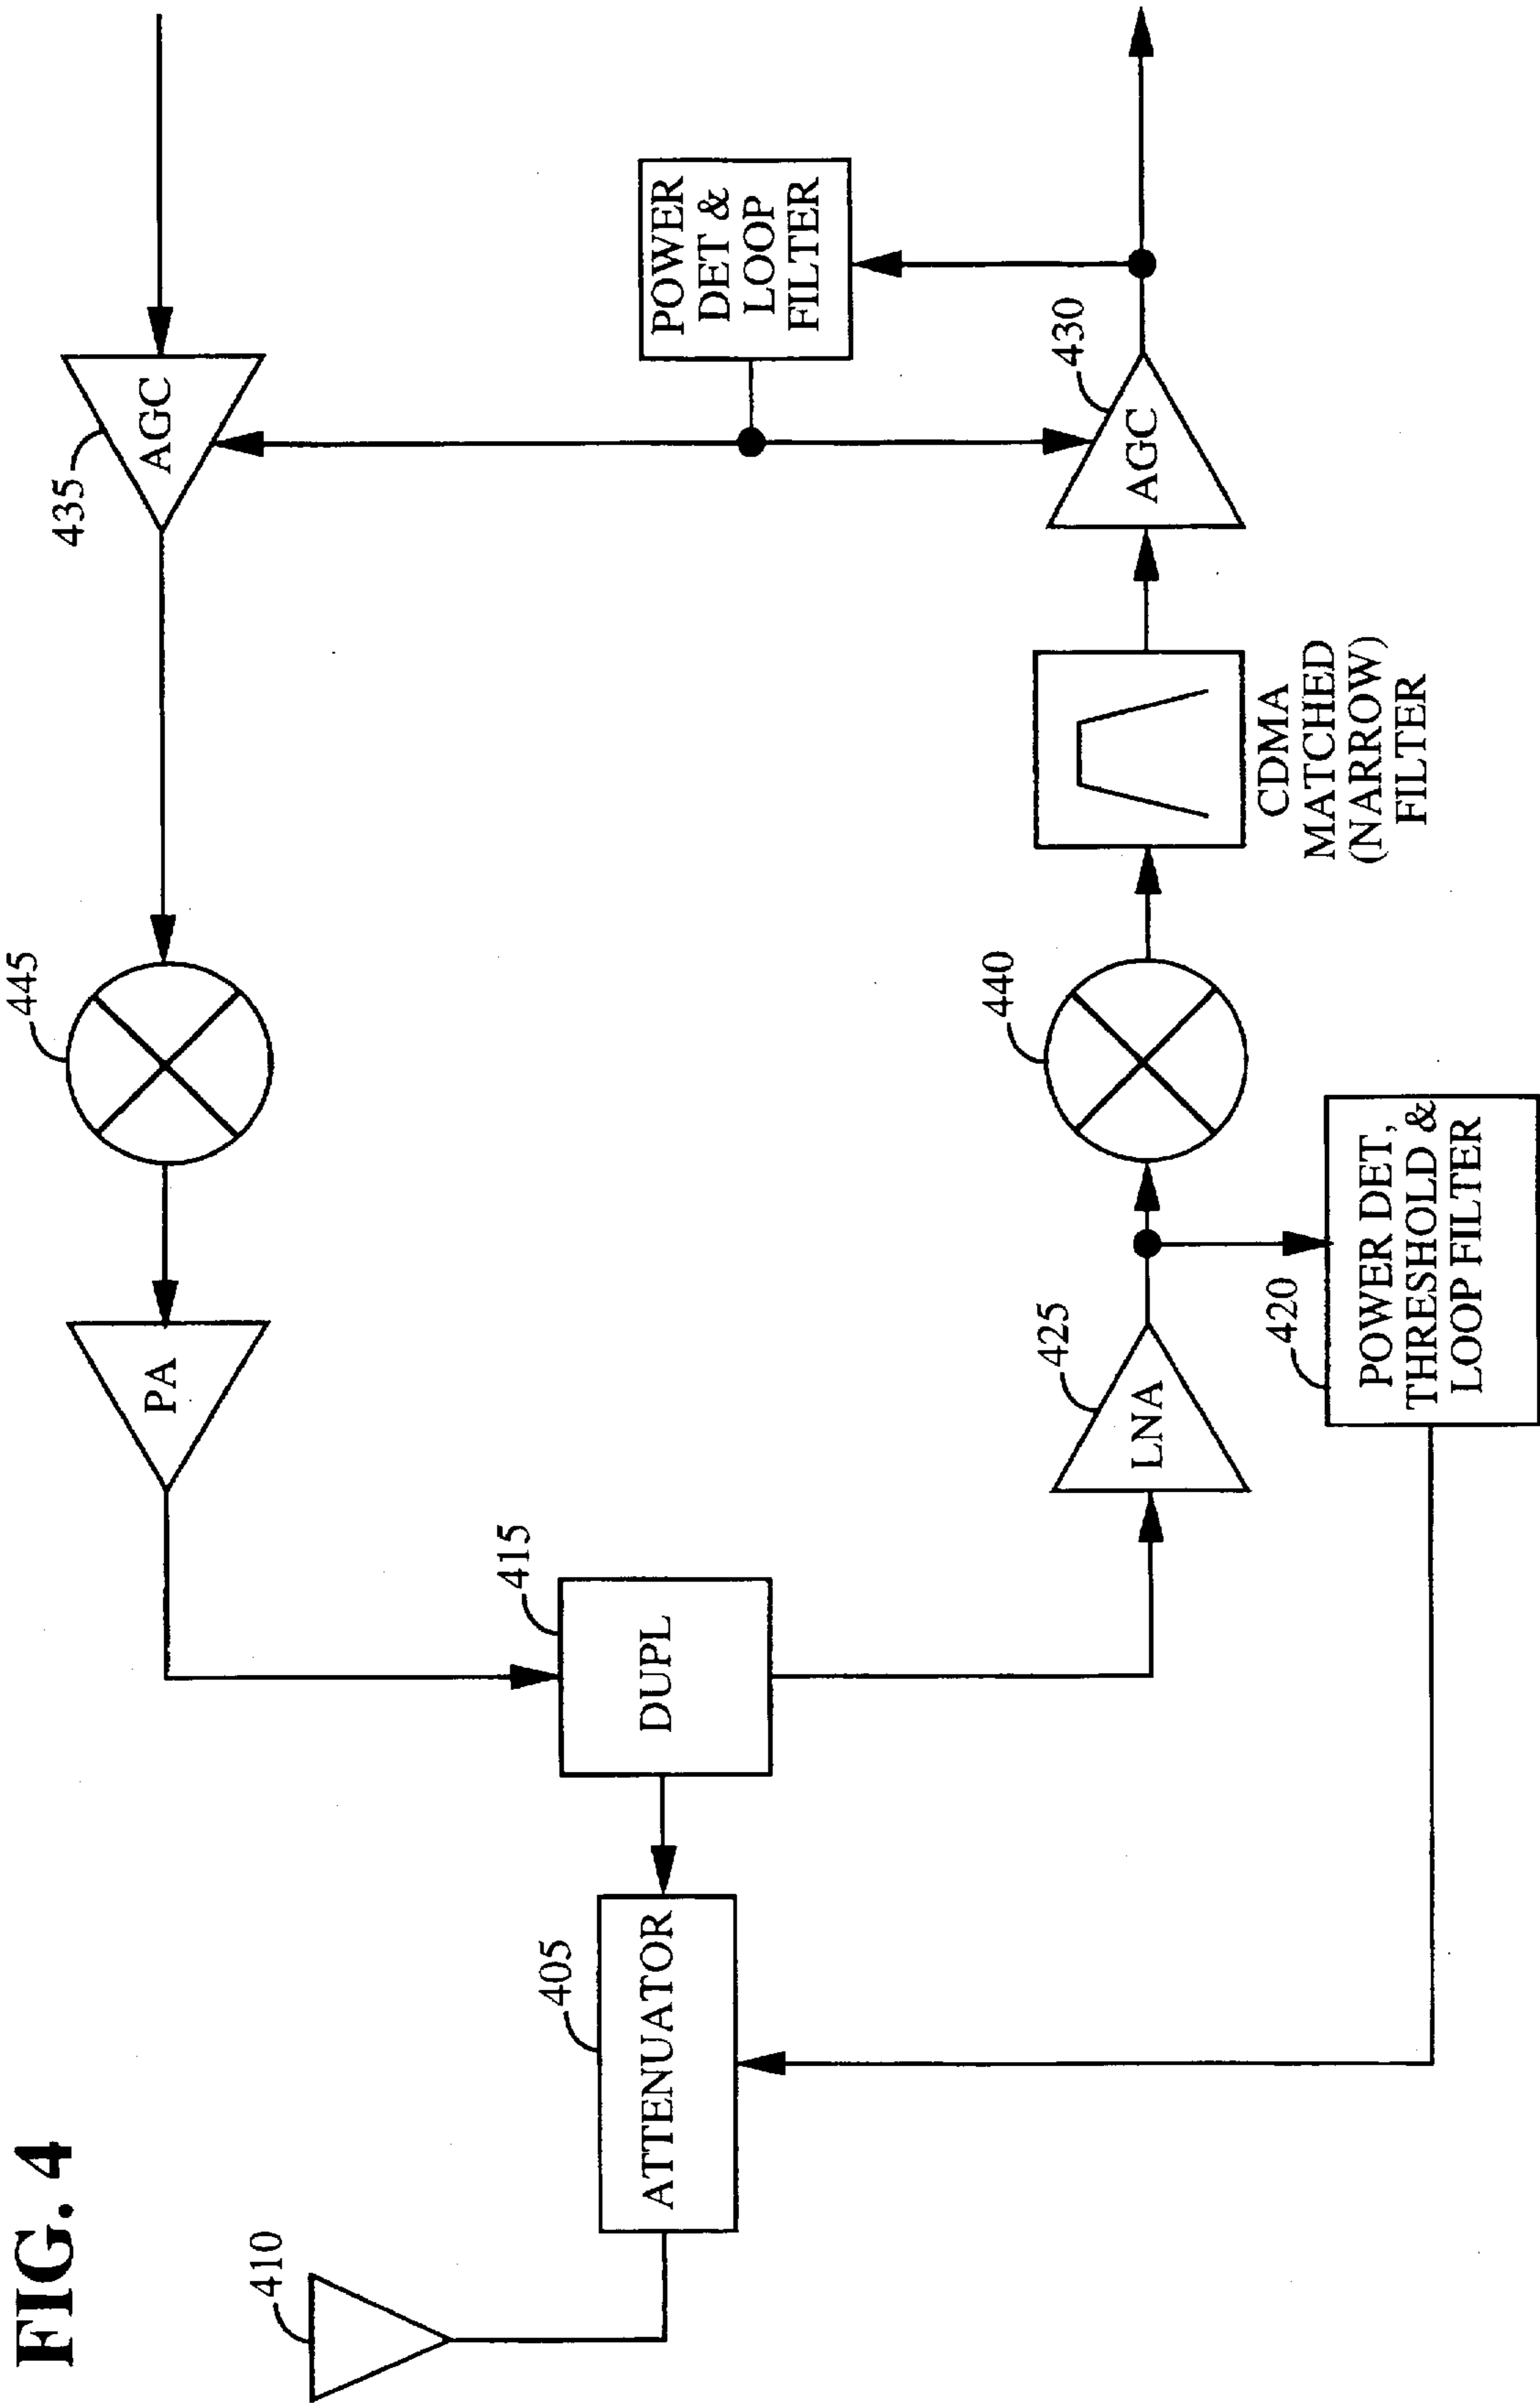 FIG. 4
410
ATTENUATOR
405
DUPL
415
PA
445
AGC
435
LNA
425
POWER DET,
THRESHOLD &
LOOP FILTER
420
440
CDMA
MATCHED
(NARROW)
FILTER
AGC
430
POWER
DET &
LOOP
FILTER